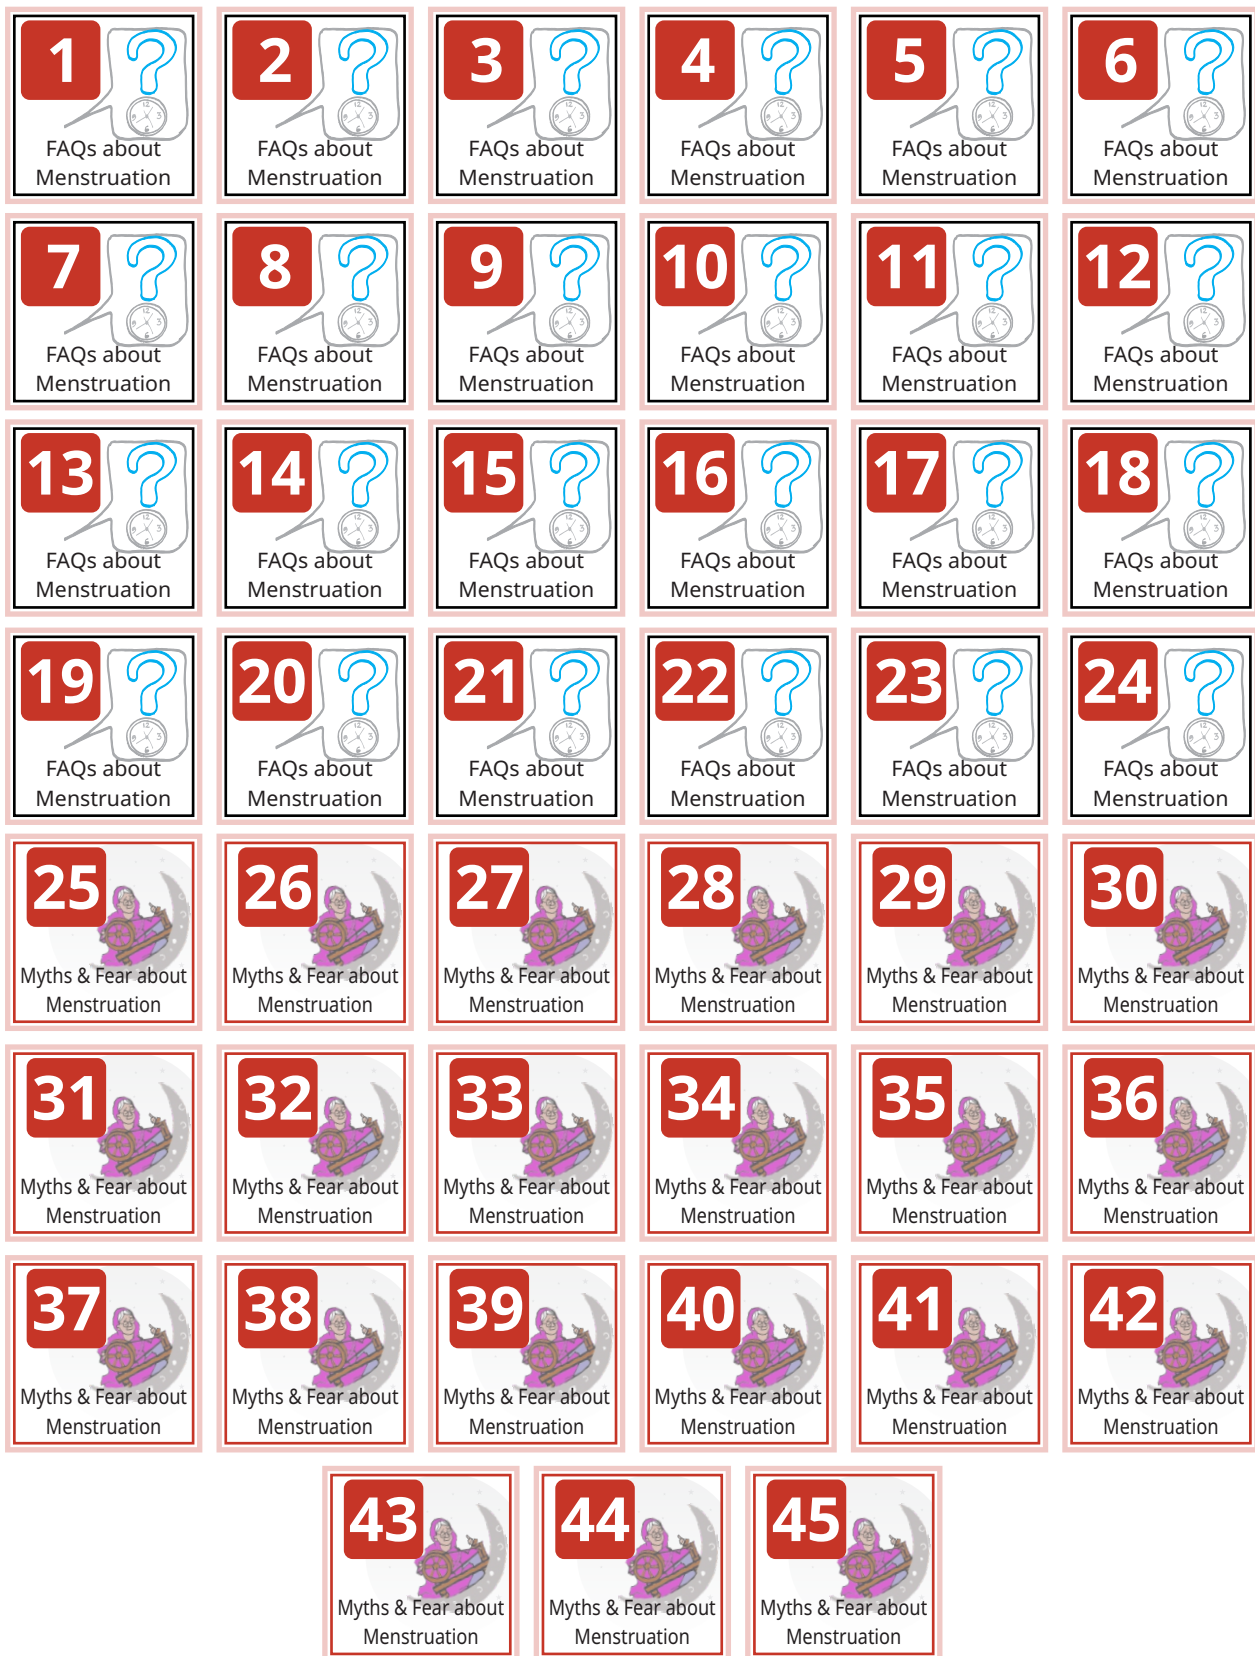 1
FAQs about
Menstruation
2
FAQs about
Menstruation
3
FAQs about
Menstruation
4
FAQs about
Menstruation
5
FAQs about
Menstruation
6
FAQs about
Menstruation
7
FAQs about
Menstruation
8
FAQs about
Menstruation
9
FAQs about
Menstruation
10
FAQs about
Menstruation
11
FAQs about
Menstruation
12
FAQs about
Menstruation
13
FAQs about
Menstruation
14
FAQs about
Menstruation
15
FAQs about
Menstruation
16
FAQs about
Menstruation
17
FAQs about
Menstruation
18
FAQs about
Menstruation
19
FAQs about
Menstruation
20
FAQs about
Menstruation
21
FAQs about
Menstruation
22
FAQs about
Menstruation
23
FAQs about
Menstruation
24
FAQs about
Menstruation
25
Myths & Fear about
Menstruation
26
Myths & Fear about
Menstruation
27
Myths & Fear about
Menstruation
28
Myths & Fear about
Menstruation
29
Myths & Fear about
Menstruation
30
Myths & Fear about
Menstruation
31
Myths & Fear about
Menstruation
32
Myths & Fear about
Menstruation
33
Myths & Fear about
Menstruation
34
Myths & Fear about
Menstruation
35
Myths & Fear about
Menstruation
36
Myths & Fear about
Menstruation
37
Myths & Fear about
Menstruation
38
Myths & Fear about
Menstruation
39
Myths & Fear about
Menstruation
40
Myths & Fear about
Menstruation
41
Myths & Fear about
Menstruation
42
Myths & Fear about
Menstruation
43
Myths & Fear about
Menstruation
44
Myths & Fear about
Menstruation
45
Myths & Fear about
Menstruation